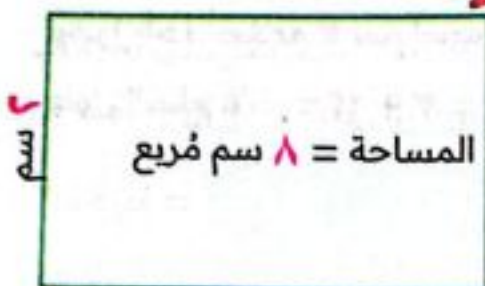 المساحة = ٨ سم مُربع
٢ سم